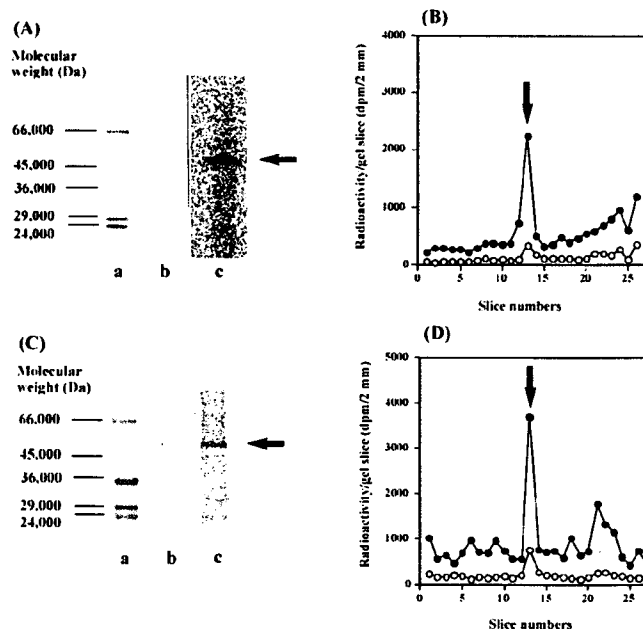 (A)
Molecular
weight (Da)
66,000
45,000
36,000
29,000
24,000
a b c
(B)
Radioactivity/gel slice (dpm/2 mm)
4000
3000
2000
1000
0
0 5 10 15 20 25
Slice numbers
(C)
Molecular
weight (Da)
66,000
45,000
36,000
29,000
24,000
a b c
(D)
Radioactivity/gel slice (dpm/2 mm)
5000
4000
3000
2000
1000
0
0 5 10 15 20 25
Slice numbers